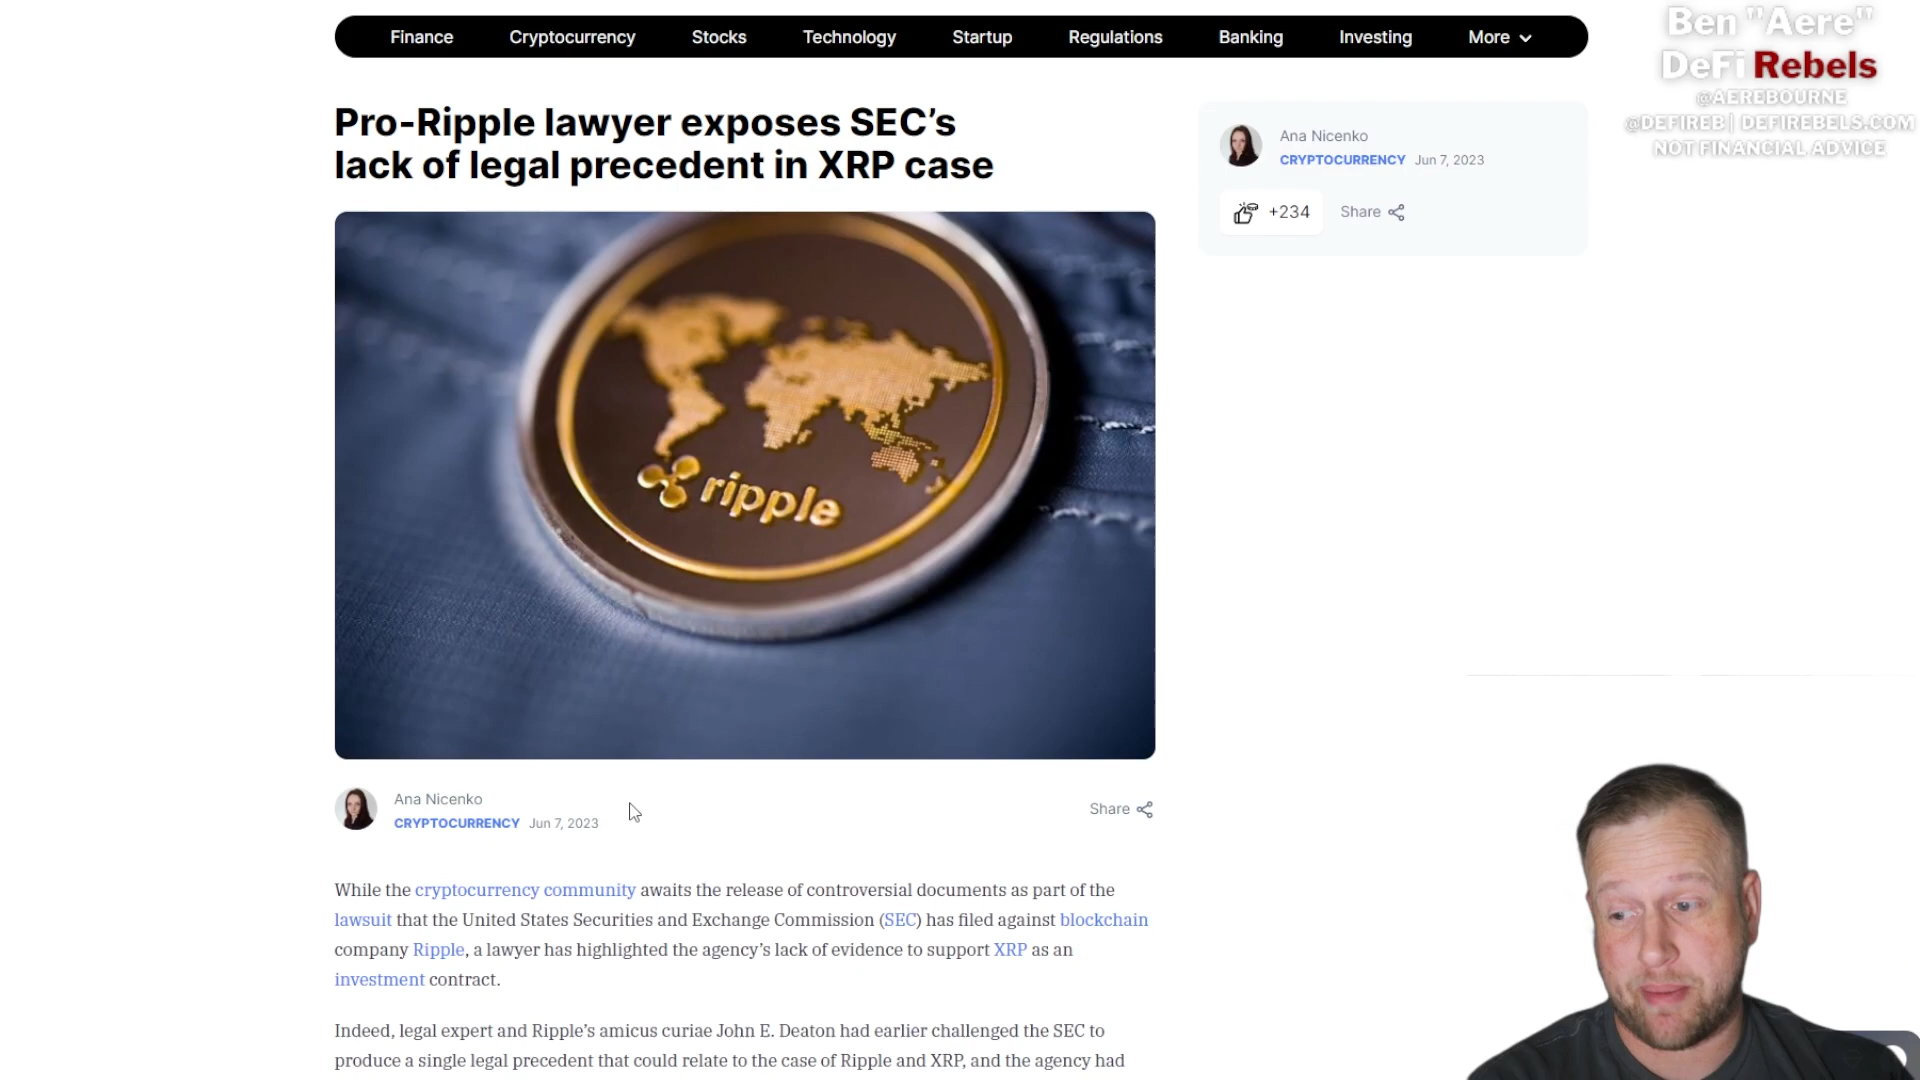 Finance Cryptocurrency Stocks Technology Startup Regulations Banking Investing More
Ben "Aere"
DeFi Rebels
@AEREBOURNE
@DEFIREB | DEFIREBELS.COM
NOT FINANCIAL ADVICE
Pro-Ripple lawyer exposes SEC’s
lack of legal precedent in XRP case
Ana Nicenko
CRYPTOCURRENCY Jun 7, 2023
+234 Share
ripple
Ana Nicenko
CRYPTOCURRENCY Jun 7, 2023
Share
While the cryptocurrency community awaits the release of controversial documents as part of the
lawsuit that the United States Securities and Exchange Commission (SEC) has filed against blockchain
company Ripple, a lawyer has highlighted the agency’s lack of evidence to support XRP as an
investment contract.
Indeed, legal expert and Ripple’s amicus curiae John E. Deaton had earlier challenged the SEC to
produce a single legal precedent that could relate to the case of Ripple and XRP, and the agency had